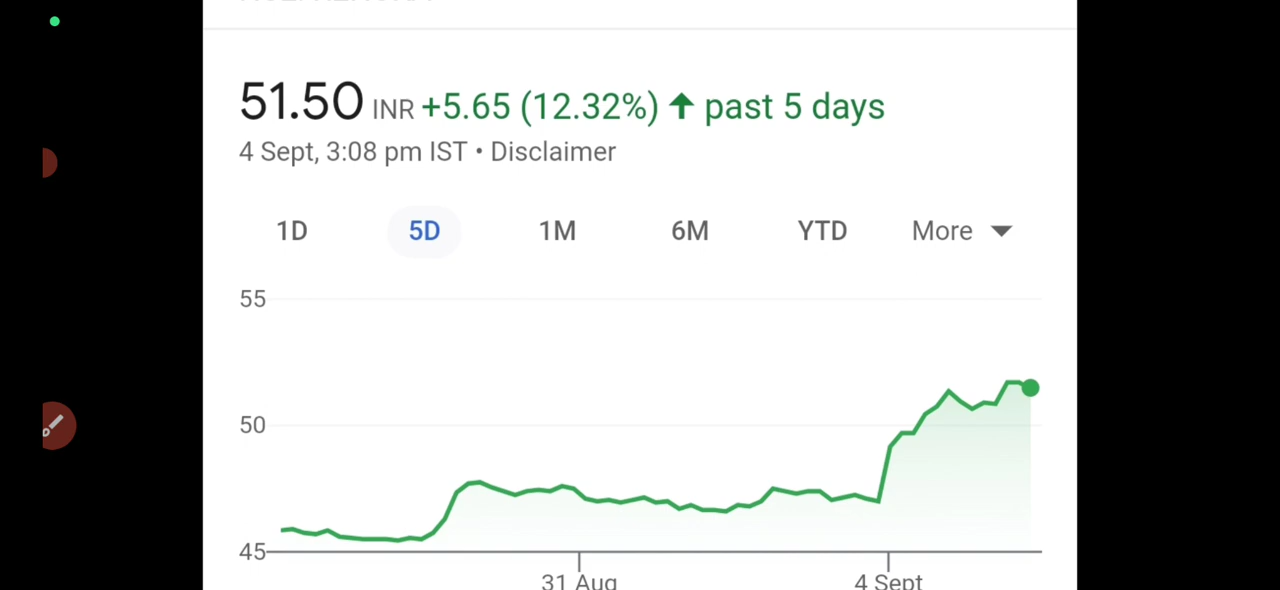 51.50 INR +5.65 (12.32%) ↑ past 5 days
4 Sept, 3:08 pm IST • Disclaimer
1D 5D 1M 6M YTD More
55
50
45
31 Aug 4 Sept